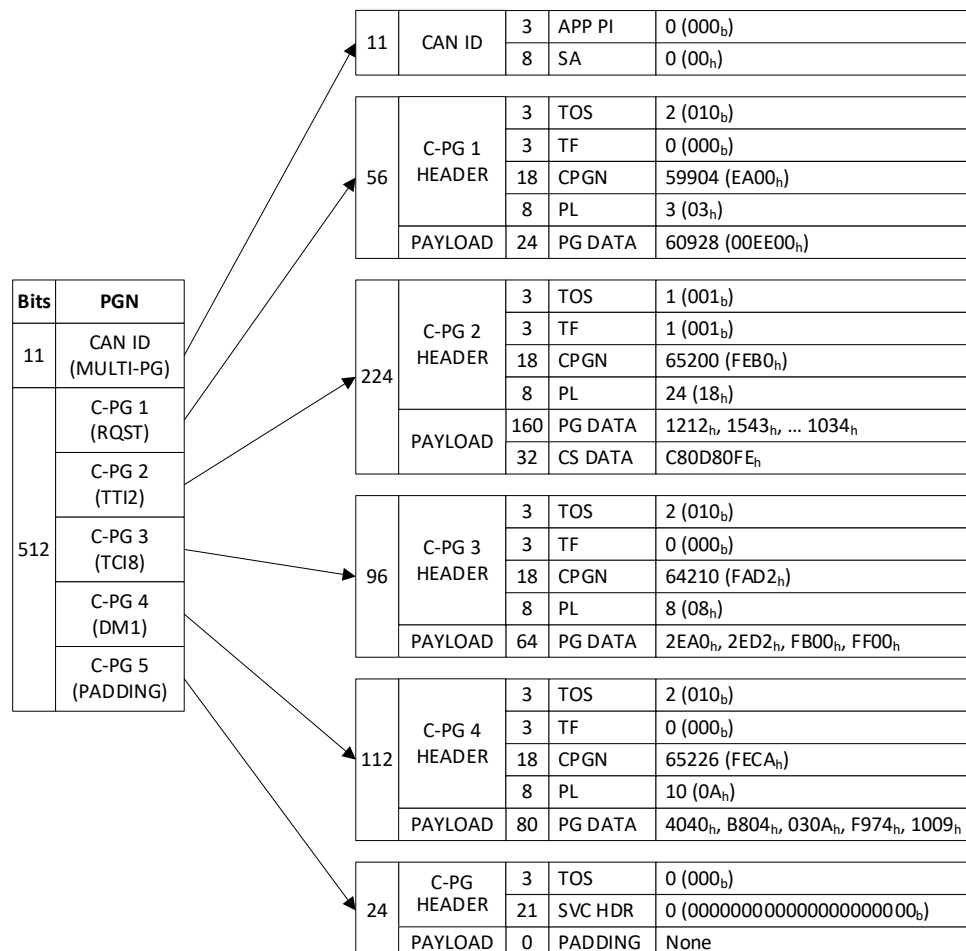 Bits PGN
11 CAN ID
(MULTI-PG)
512
C-PG 1
(RQST)
C-PG 2
(TTI2)
C-PG 3
(TCI8)
C-PG 4
(DM1)
C-PG 5
(PADDING)
11 CAN ID 3 APP PI 0 (000b)
8 SA 0 (00h)
56 C-PG 1 HEADER 3 TOS 2 (010b)
3 TF 0 (000b)
18 CPGN 59904 (EA00h)
8 PL 3 (03h)
PAYLOAD 24 PG DATA 60928 (00EE00h)
224 C-PG 2 HEADER 3 TOS 1 (001b)
3 TF 1 (001b)
18 CPGN 65200 (FEB0h)
8 PL 24 (18h)
PAYLOAD 160 PG DATA 1212h, 1543h, ... 1034h
32 CS DATA C80D80FEh
96 C-PG 3 HEADER 3 TOS 2 (010b)
3 TF 0 (000b)
18 CPGN 64210 (FAD2h)
8 PL 8 (08h)
PAYLOAD 64 PG DATA 2EA0h, 2ED2h, FB00h, FF00h
112 C-PG 4 HEADER 3 TOS 2 (010b)
3 TF 0 (000b)
18 CPGN 65226 (FECAh)
8 PL 10 (0Ah)
PAYLOAD 80 PG DATA 4040h, B804h, 030Ah, F974h, 1009h
24 C-PG HEADER 3 TOS 0 (000b)
21 SVC HDR 0 (000000000000000000000b)
PAYLOAD 0 PADDING None